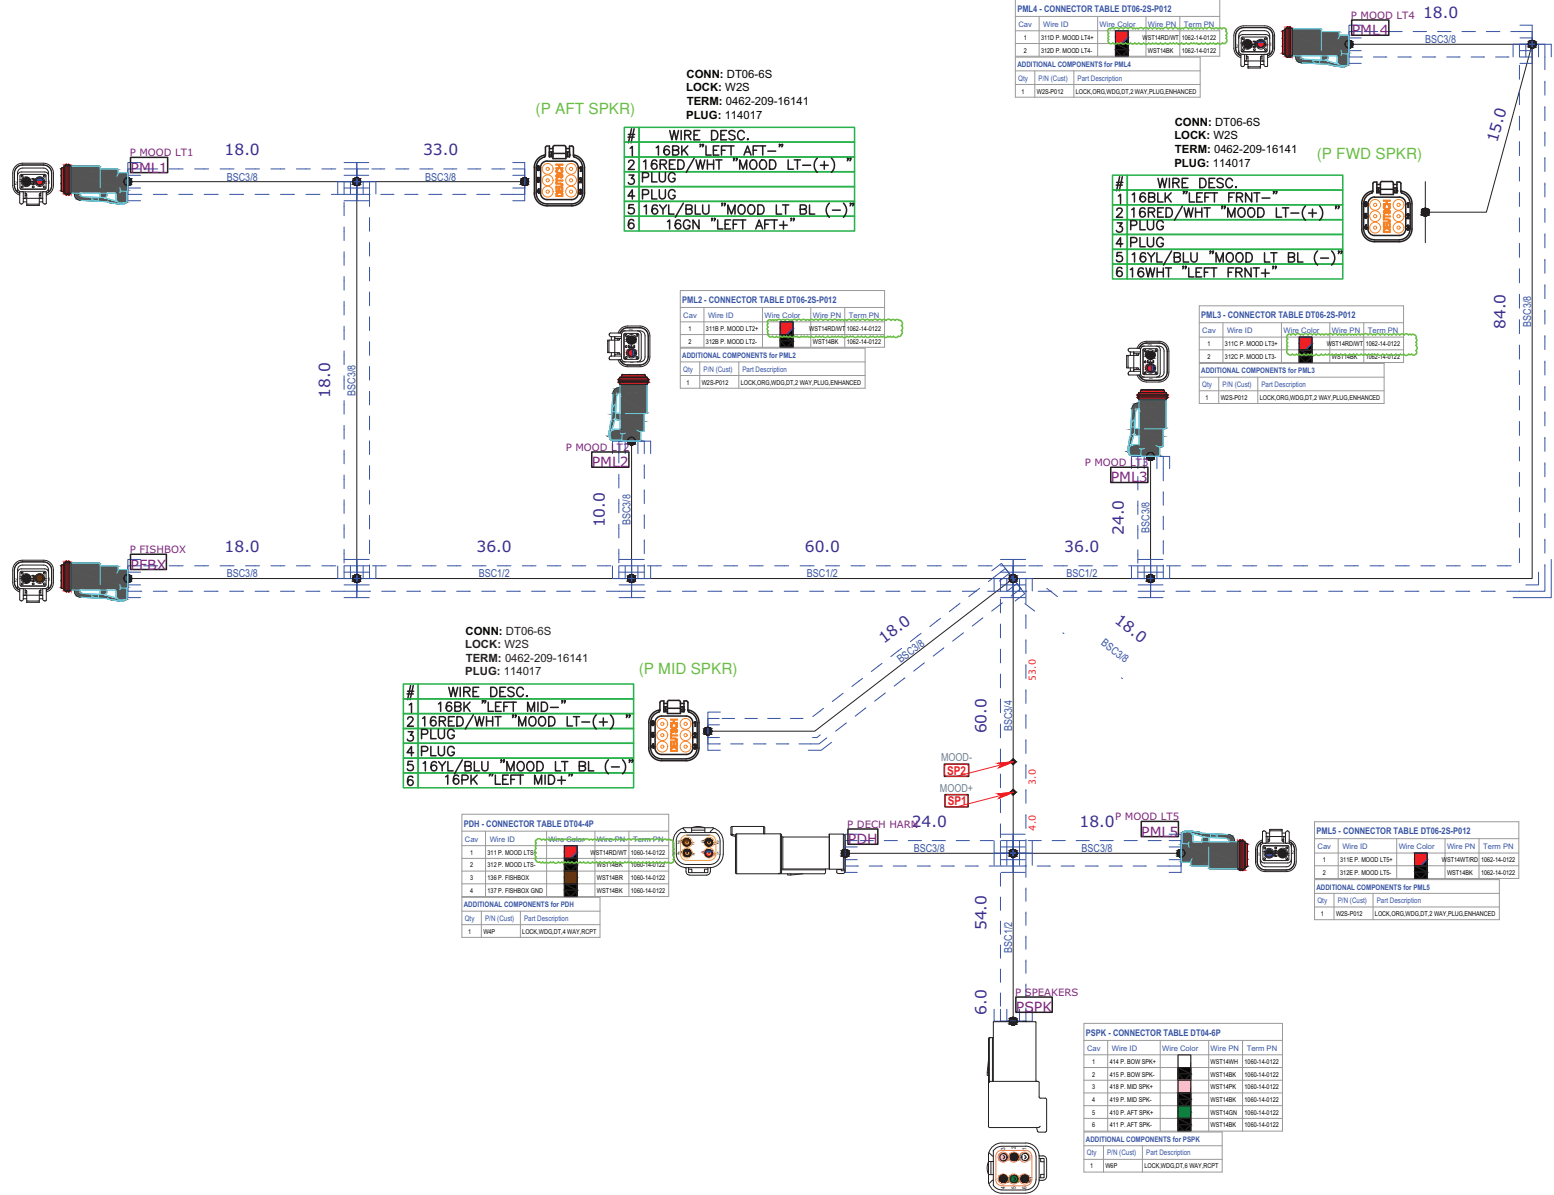 PML4 - CONNECTOR TABLE DT06-2S-P012
Cav Wire ID Wire Color Wire PN Term PN
1 311D P. MOOD LT4+ WST14RD/WT 1062-14-0122
2 312D P. MOOD LT4- WST14BK 1062-14-0122
ADDITIONAL COMPONENTS for PML4
Qty P/N (Cust) Part Description
1 W2S-P012 LOCK,ORG,WDG,DT,2 WAY,PLUG,ENHANCED
P MOOD LT4 18.0
PML4
BSC3/8
CONN: DT06-6S
LOCK: W2S
TERM: 0462-209-16141
PLUG: 114017
(P AFT SPKR)
# WIRE DESC.
1 16BK "LEFT AFT-"
2 16RED/WHT "MOOD LT-(+) "
3 PLUG
4 PLUG
5 16YL/BLU "MOOD LT BL (-)"
6 16GN "LEFT AFT+"
CONN: DT06-6S
LOCK: W2S
TERM: 0462-209-16141
PLUG: 114017
(P FWD SPKR)
15.0
# WIRE DESC.
1 16BLK "LEFT FRNT-"
2 16RED/WHT "MOOD LT-(+) "
3 PLUG
4 PLUG
5 16YL/BLU "MOOD LT BL (-)"
6 16WHT "LEFT FRNT+"
DEUTSCH
P MOOD LT1
PML1
18.0
BSC3/8
33.0
BSC3/8
DEUTSCH
PML2 - CONNECTOR TABLE DT06-2S-P012
Cav Wire ID Wire Color Wire PN Term PN
1 311B P. MOOD LT2+ WST14RD/WT 1062-14-0122
2 312B P. MOOD LT2- WST14BK 1062-14-0122
ADDITIONAL COMPONENTS for PML2
Qty P/N (Cust) Part Description
1 W2S-P012 LOCK,ORG,WDG,DT,2 WAY,PLUG,ENHANCED
PML3 - CONNECTOR TABLE DT06-2S-P012
Cav Wire ID Wire Color Wire PN Term PN
1 311C P. MOOD LT3+ WST14RD/WT 1062-14-0122
2 312C P. MOOD LT3- WST14BK 1062-14-0122
ADDITIONAL COMPONENTS for PML3
Qty P/N (Cust) Part Description
1 W2S-P012 LOCK,ORG,WDG,DT,2 WAY,PLUG,ENHANCED
84.0
BSC3/8
18.0
BSC3/8
P MOOD LT2
PML2
10.0
BSC3/8
P MOOD LT3
PML3
24.0
BSC3/8
P FISHBOX
PFBX
18.0
BSC3/8
36.0
BSC1/2
60.0
BSC1/2
36.0
BSC1/2
18.0
BSC3/8
18.0
BSC3/8
CONN: DT06-6S
LOCK: W2S
TERM: 0462-209-16141
PLUG: 114017
(P MID SPKR)
# WIRE DESC.
1 16BK "LEFT MID-"
2 16RED/WHT "MOOD LT-(+) "
3 PLUG
4 PLUG
5 16YL/BLU "MOOD LT BL (-)"
6 16PK "LEFT MID+"
DEUTSCH
53.0
60.0
BSC3/4
MOOD-
SP2
3.0
MOOD+
SP1
4.0
PDH - CONNECTOR TABLE DT04-4P
Cav Wire ID Wire Color Wire PN Term PN
1 311 P. MOOD LTS+ WST14RD/WT 1060-14-0122
2 312 P. MOOD LTS- WST14BK 1060-14-0122
3 136 P. FISHBOX WST14BR 1060-14-0122
4 137 P. FISHBOX GND WST14BK 1060-14-0122
ADDITIONAL COMPONENTS for PDH
Qty P/N (Cust) Part Description
1 W4P LOCK,WDG,DT,4 WAY,RCPT
P DECH HARN
PDH
24.0
BSC3/8
18.0
BSC3/8
P MOOD LT5
PML5
PML5 - CONNECTOR TABLE DT06-2S-P012
Cav Wire ID Wire Color Wire PN Term PN
1 311E P. MOOD LT5+ WST14WT/RD 1062-14-0122
2 312E P. MOOD LT5- WST14BK 1062-14-0122
ADDITIONAL COMPONENTS for PML5
Qty P/N (Cust) Part Description
1 W2S-P012 LOCK,ORG,WDG,DT,2 WAY,PLUG,ENHANCED
54.0
BSC1/2
6.0
P SPEAKERS
PSPK
PSPK - CONNECTOR TABLE DT04-6P
Cav Wire ID Wire Color Wire PN Term PN
1 414 P. BOW SPK+ WST14WH 1060-14-0122
2 415 P. BOW SPK- WST14BK 1060-14-0122
3 418 P. MID SPK+ WST14PK 1060-14-0122
4 419 P. MID SPK- WST14BK 1060-14-0122
5 410 P. AFT SPK+ WST14GN 1060-14-0122
6 411 P. AFT SPK- WST14BK 1060-14-0122
ADDITIONAL COMPONENTS for PSPK
Qty P/N (Cust) Part Description
1 W6P LOCK,WDG,DT,6 WAY,RCPT